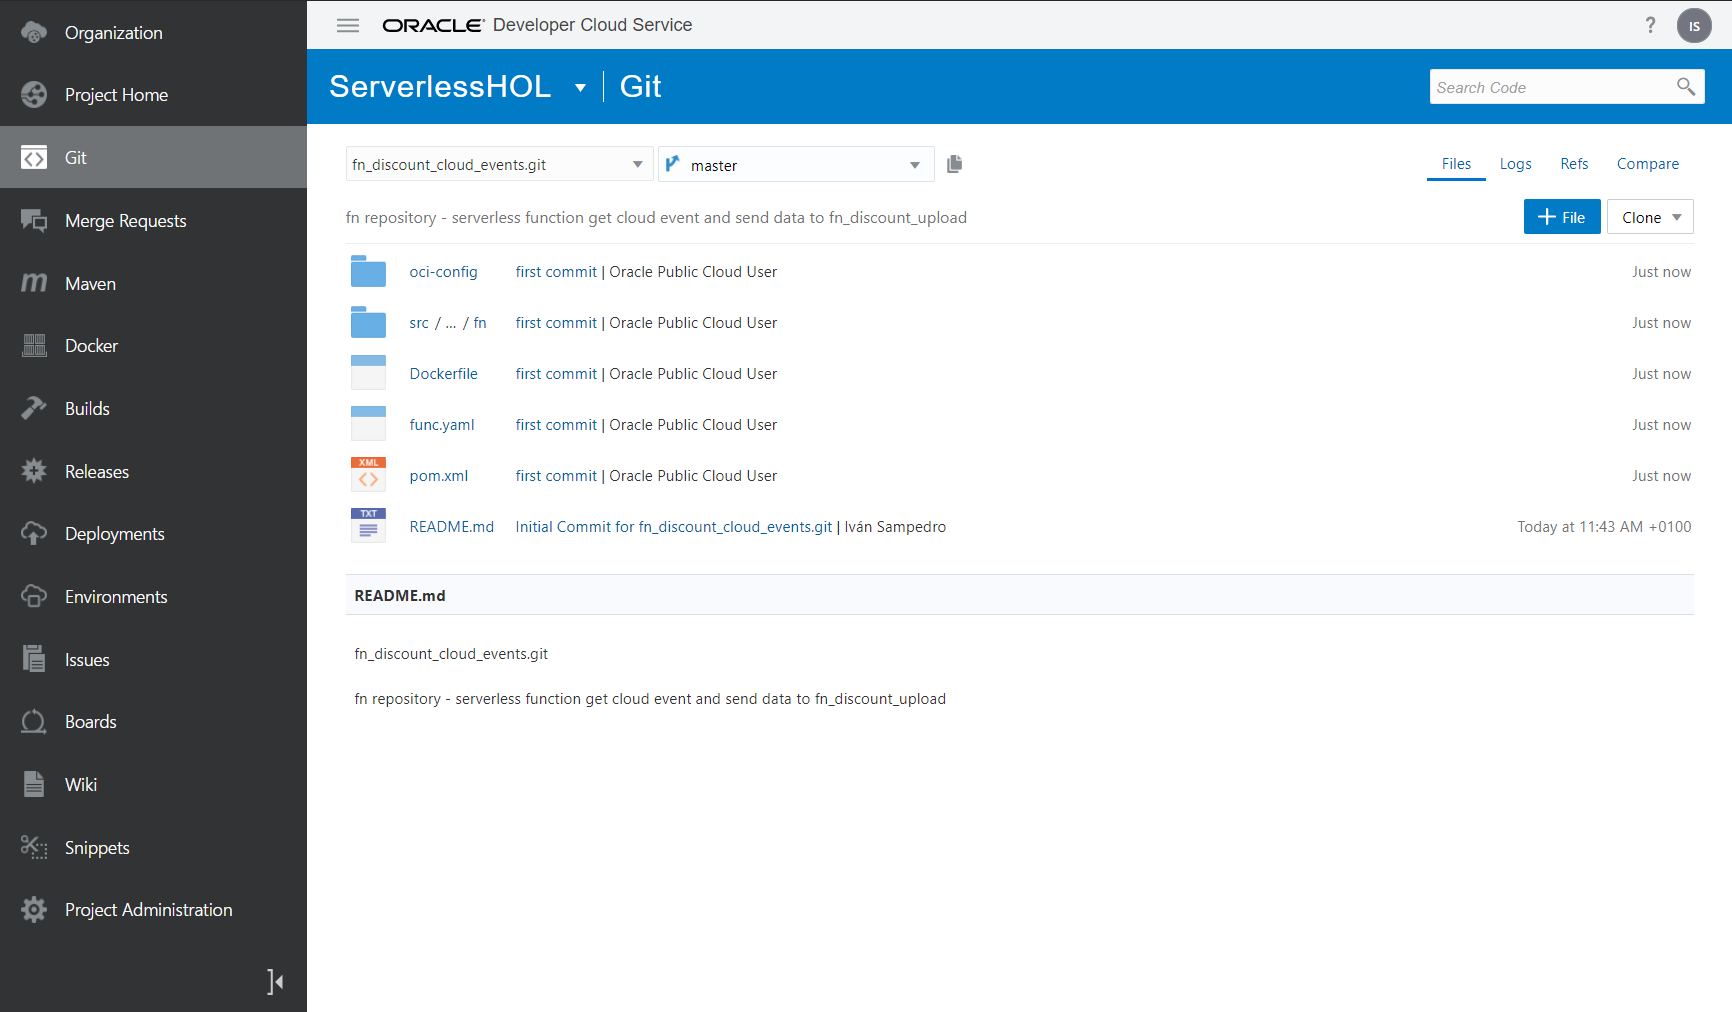 Organization
Project Home
Git
Merge Requests
Maven
Docker
Builds
Releases
Deployments
Environments
Issues
Boards
Wiki
Snippets
Project Administration
ORACLE® Developer Cloud Service
? IS
ServerlessHOL Git
Search Code
fn_discount_cloud_events.git master
Files Logs Refs Compare
fn repository - serverless function get cloud event and send data to fn_discount_upload
+ File Clone
oci-config first commit | Oracle Public Cloud User Just now
src / ... / fn first commit | Oracle Public Cloud User Just now
Dockerfile first commit | Oracle Public Cloud User Just now
func.yaml first commit | Oracle Public Cloud User Just now
XML pom.xml first commit | Oracle Public Cloud User Just now
TXT README.md Initial Commit for fn_discount_cloud_events.git | Iván Sampedro Today at 11:43 AM +0100
README.md
fn_discount_cloud_events.git
fn repository - serverless function get cloud event and send data to fn_discount_upload